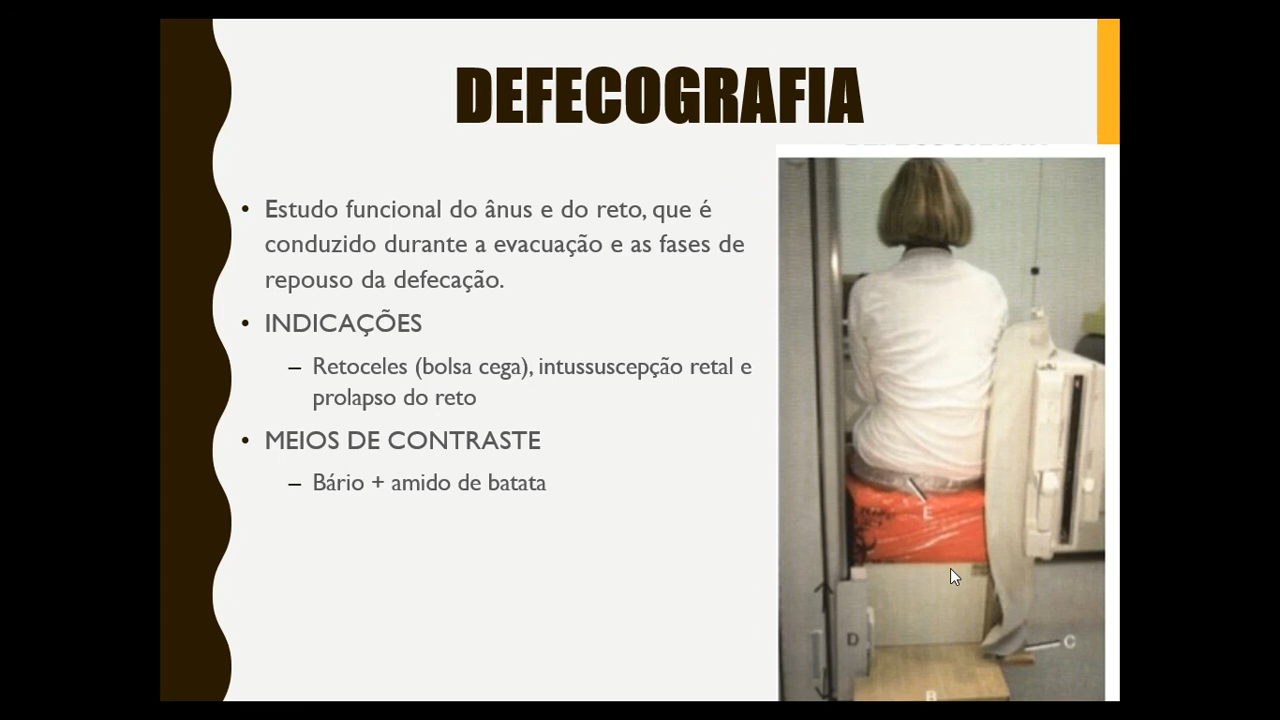 DEFECOGRAFIA
• Estudo funcional do ânus e do reto, que é
conduzido durante a evacuação e as fases de
repouso da defecação.
• INDICAÇÕES
– Retoceles (bolsa cega), intussuscepção retal e
prolapso do reto
• MEIOS DE CONTRASTE
– Bário + amido de batata
E
D
C
B